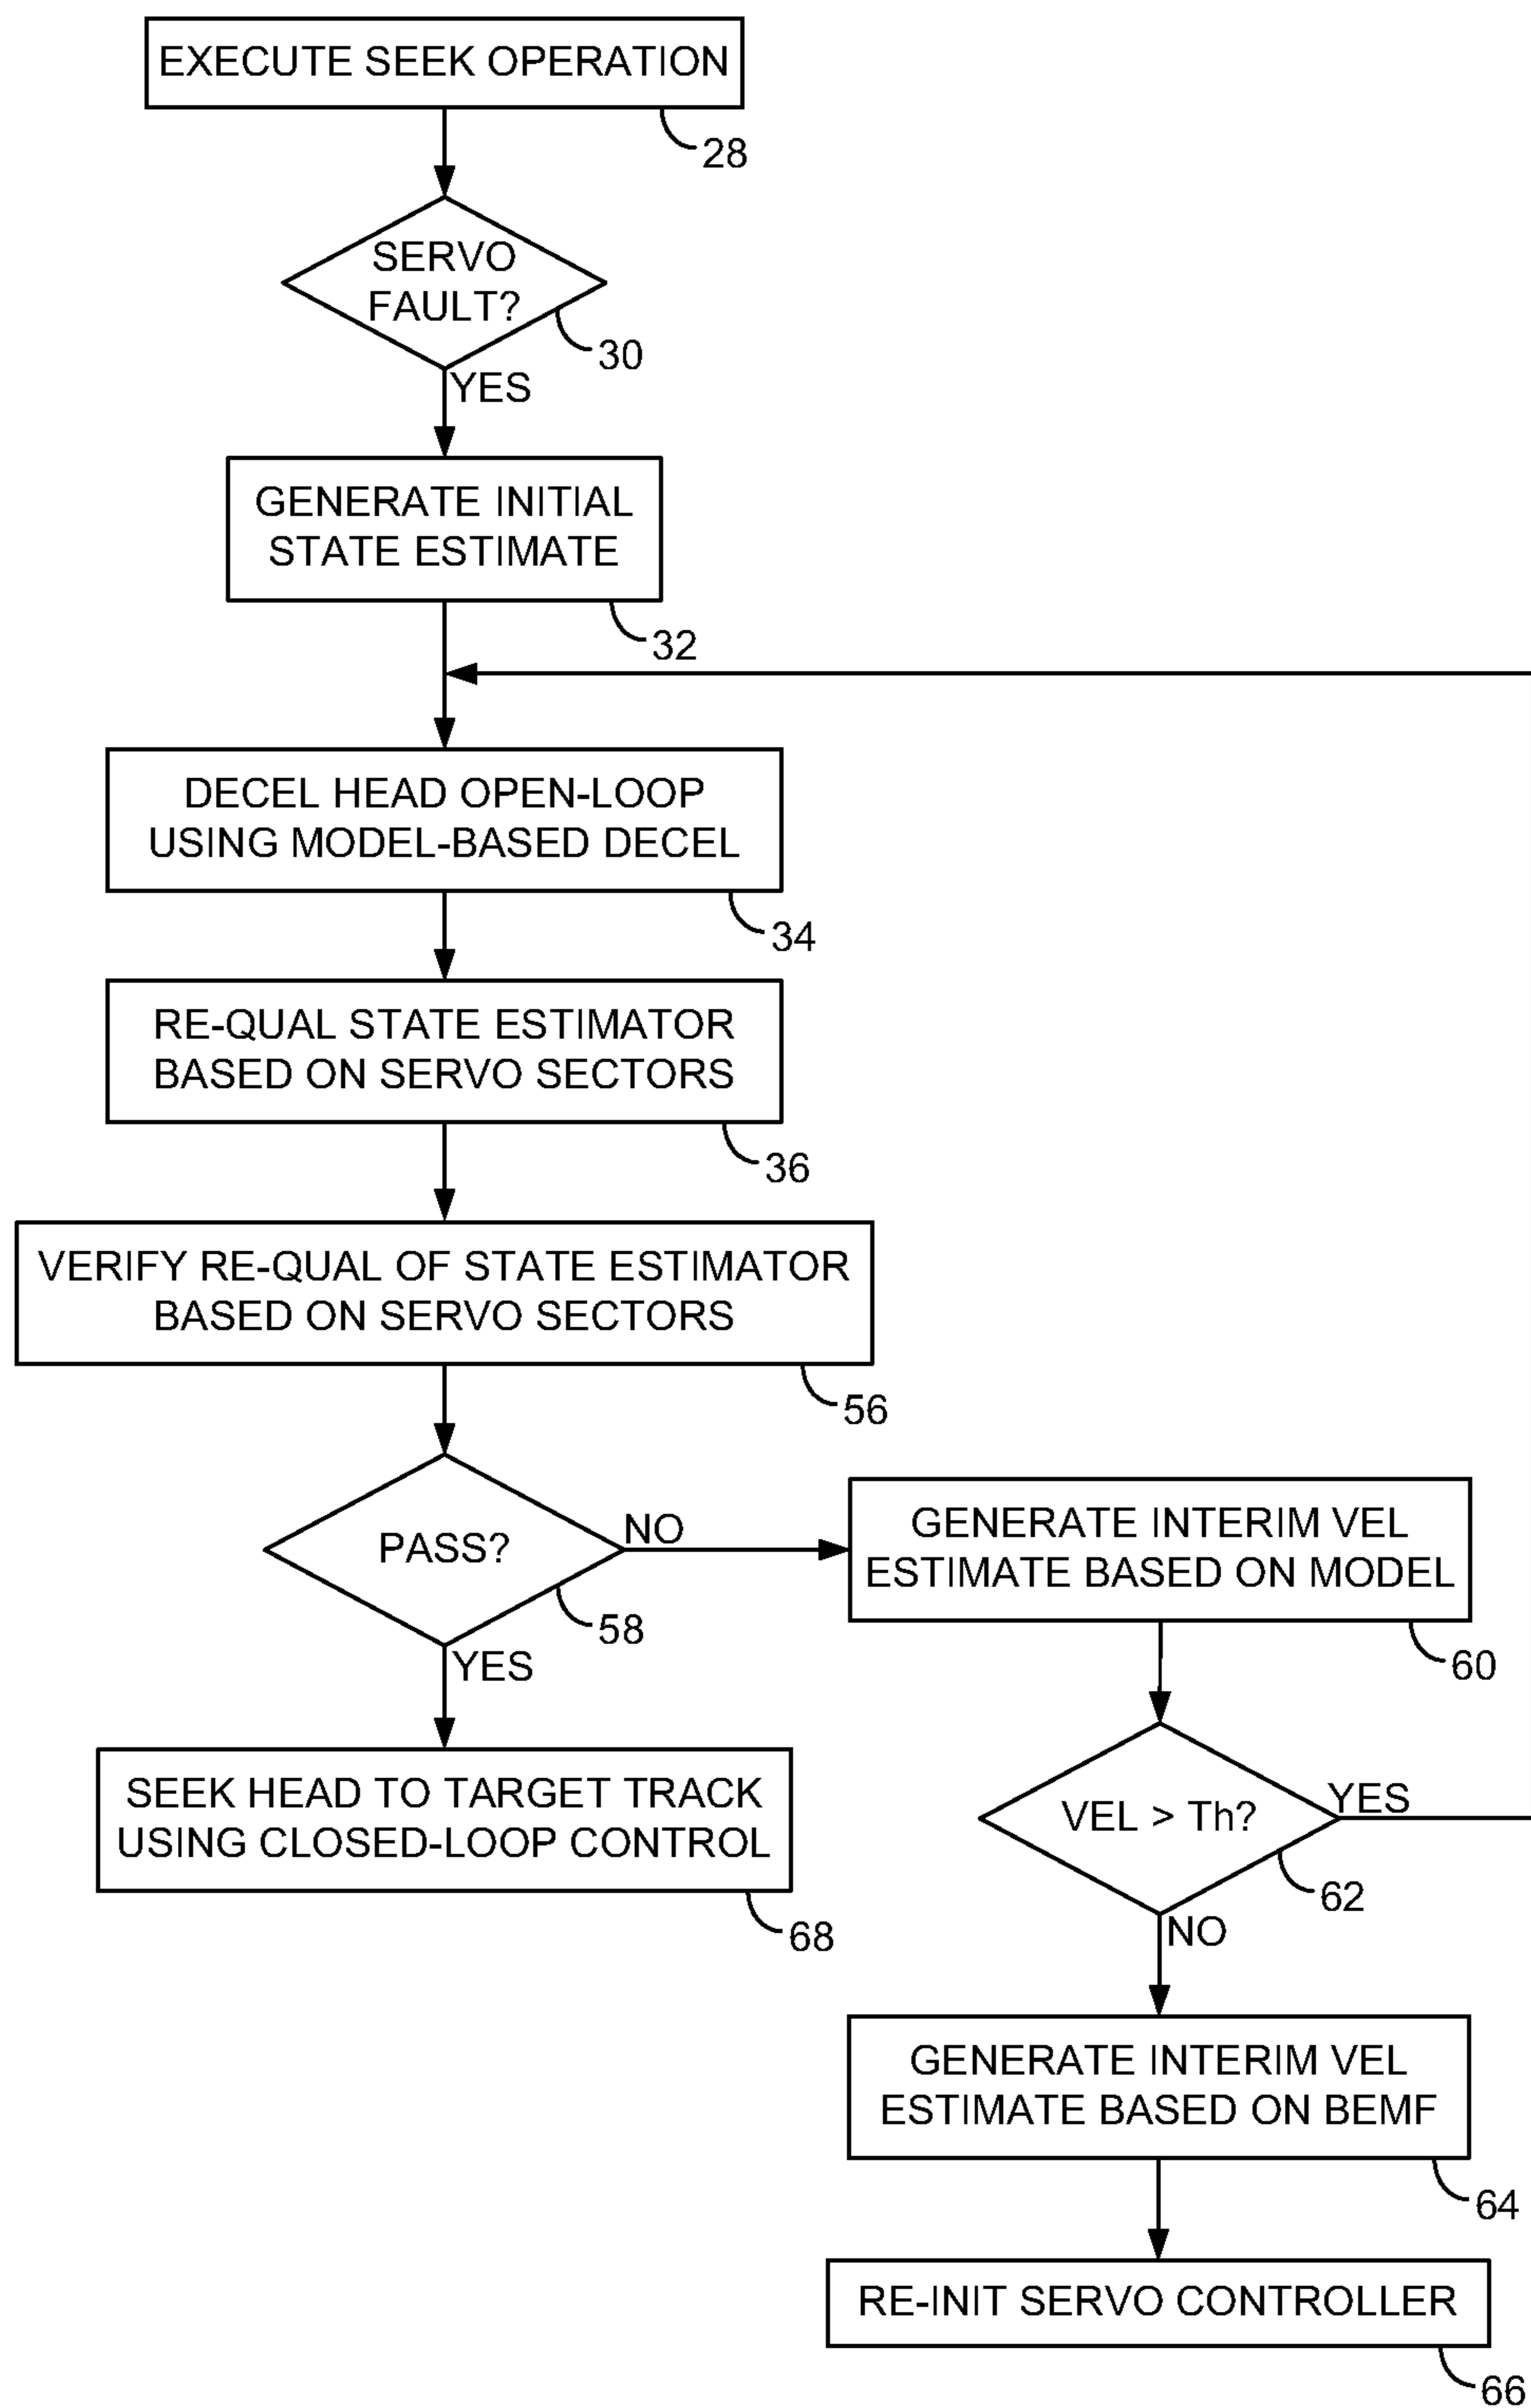 EXECUTE SEEK OPERATION
28
SERVO
FAULT?
30
YES
GENERATE INITIAL
STATE ESTIMATE
32
DECEL HEAD OPEN-LOOP
USING MODEL-BASED DECEL
34
RE-QUAL STATE ESTIMATOR
BASED ON SERVO SECTORS
36
VERIFY RE-QUAL OF STATE ESTIMATOR
BASED ON SERVO SECTORS
56
PASS?
58
NO
YES
SEEK HEAD TO TARGET TRACK
USING CLOSED-LOOP CONTROL
68
GENERATE INTERIM VEL
ESTIMATE BASED ON MODEL
60
VEL > Th?
62
YES
NO
GENERATE INTERIM VEL
ESTIMATE BASED ON BEMF
64
RE-INIT SERVO CONTROLLER
66